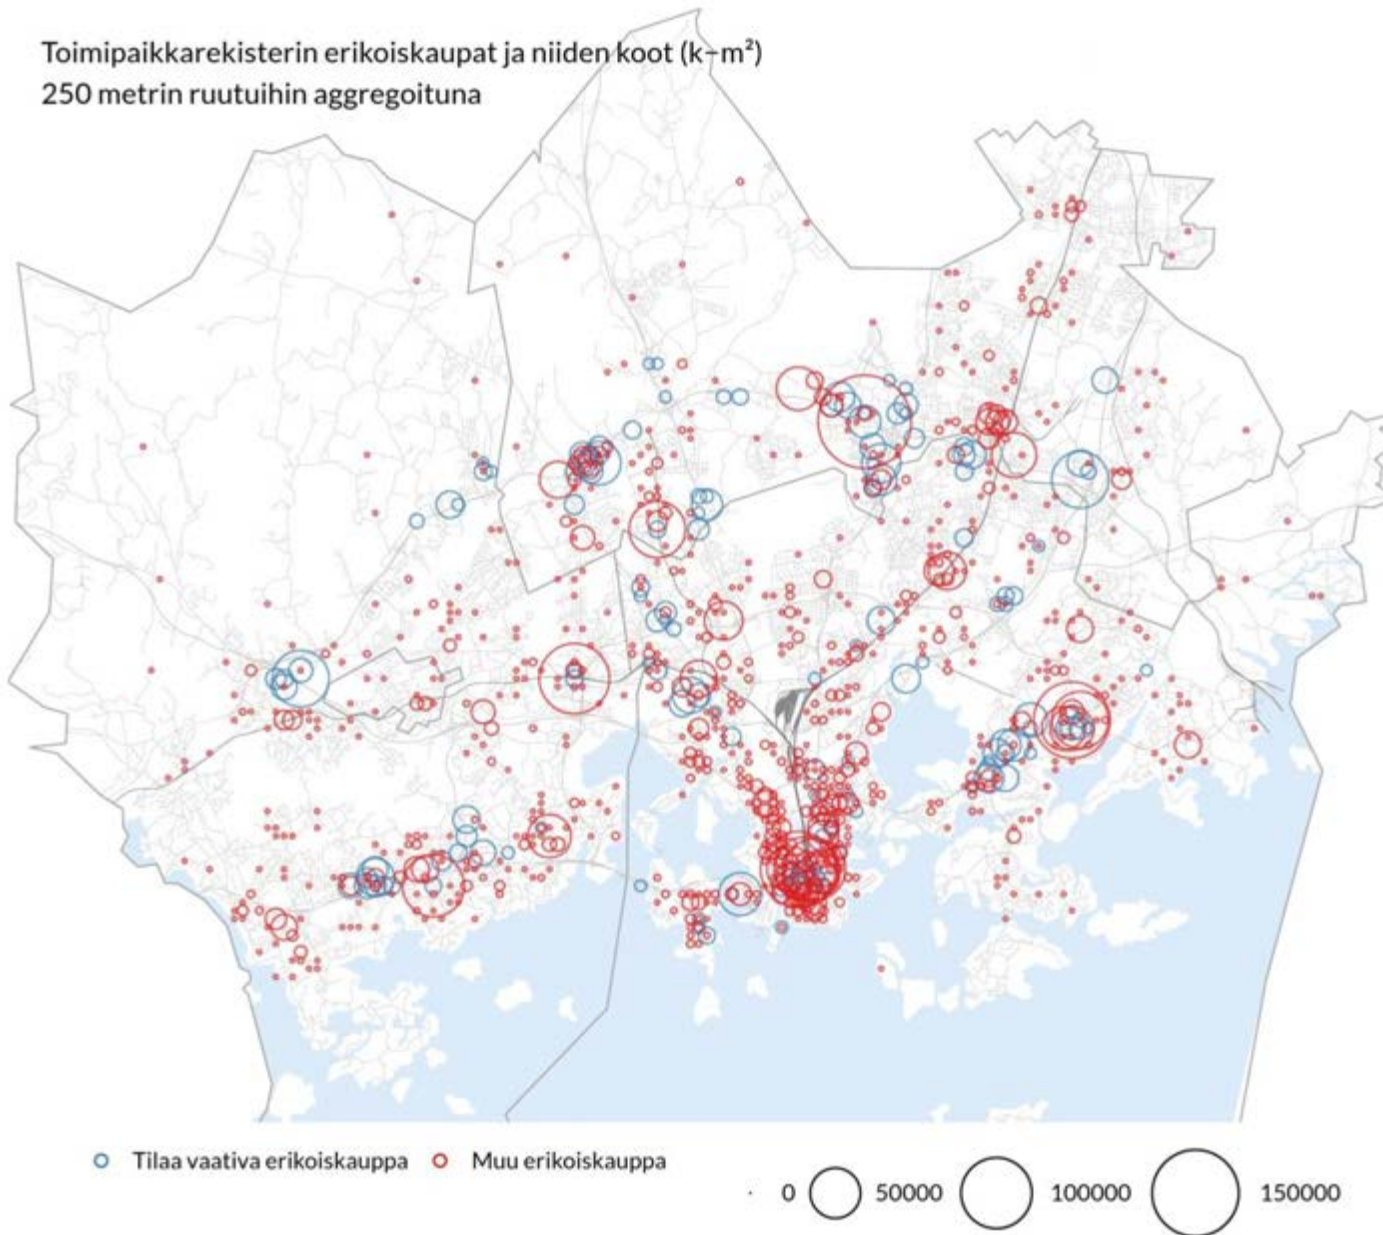 Toimipaikkarekisterin erikoiskaupat ja niiden koot (k-m²)
250 metrin ruutuihin aggregoituna
Tilaa vaativa erikoiskauppa Muu erikoiskauppa
0 50000 100000 150000